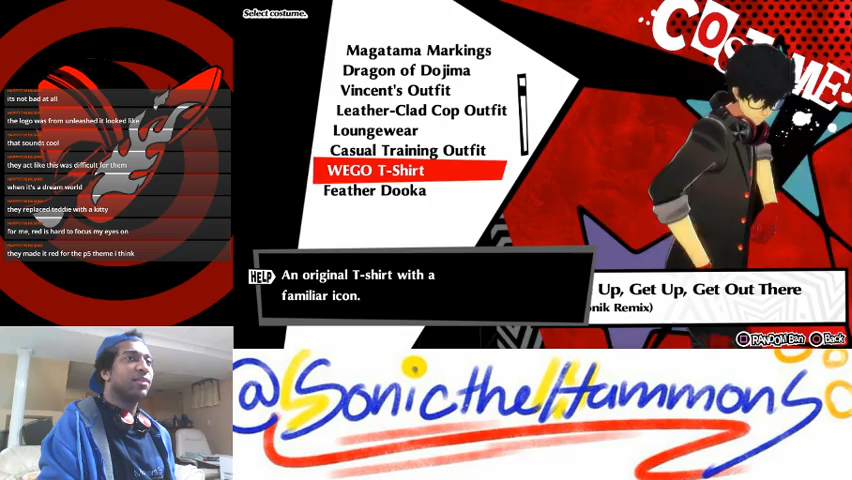 Select costume.
COSTUME
Magatama Markings
Dragon of Dojima
Vincent's Outfit
Leather-Clad Cop Outfit
Loungewear
Casual Training Outfit
WEGO T-Shirt
Feather Dooka
HELP
An original T-shirt with a
familiar icon.
Up, Get Up, Get Out There
onik Remix)
RANDOM Ban
Back
its not bad at all
the logo was from unleashed it looked like
that sounds cool
they act like this was difficult for them
when it's a dream world
they replaced teddie with a kitty
for me, red is hard to focus my eyes on
they made it red for the p5 theme i think
@SonictheHammons